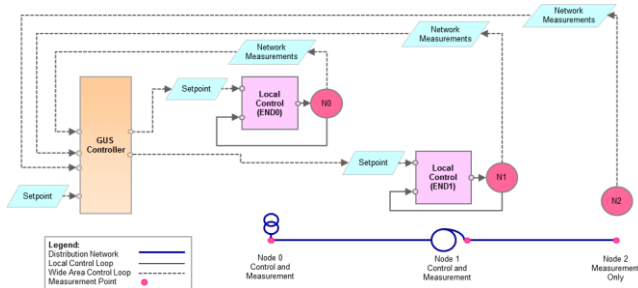 Network
Measurements
Network
Measurements
Network
Measurements
Setpoint
Local
Control
(END0)
N0
GUS
Controller
Setpoint
Local
Control
(END1)
N1
N2
Setpoint
Legend:
Distribution Network
Local Control Loop
Wide Area Control Loop
Measurement Point
Node 0
Control and
Measurement
Node 1
Control and
Measurement
Node 2
Measurement
Only